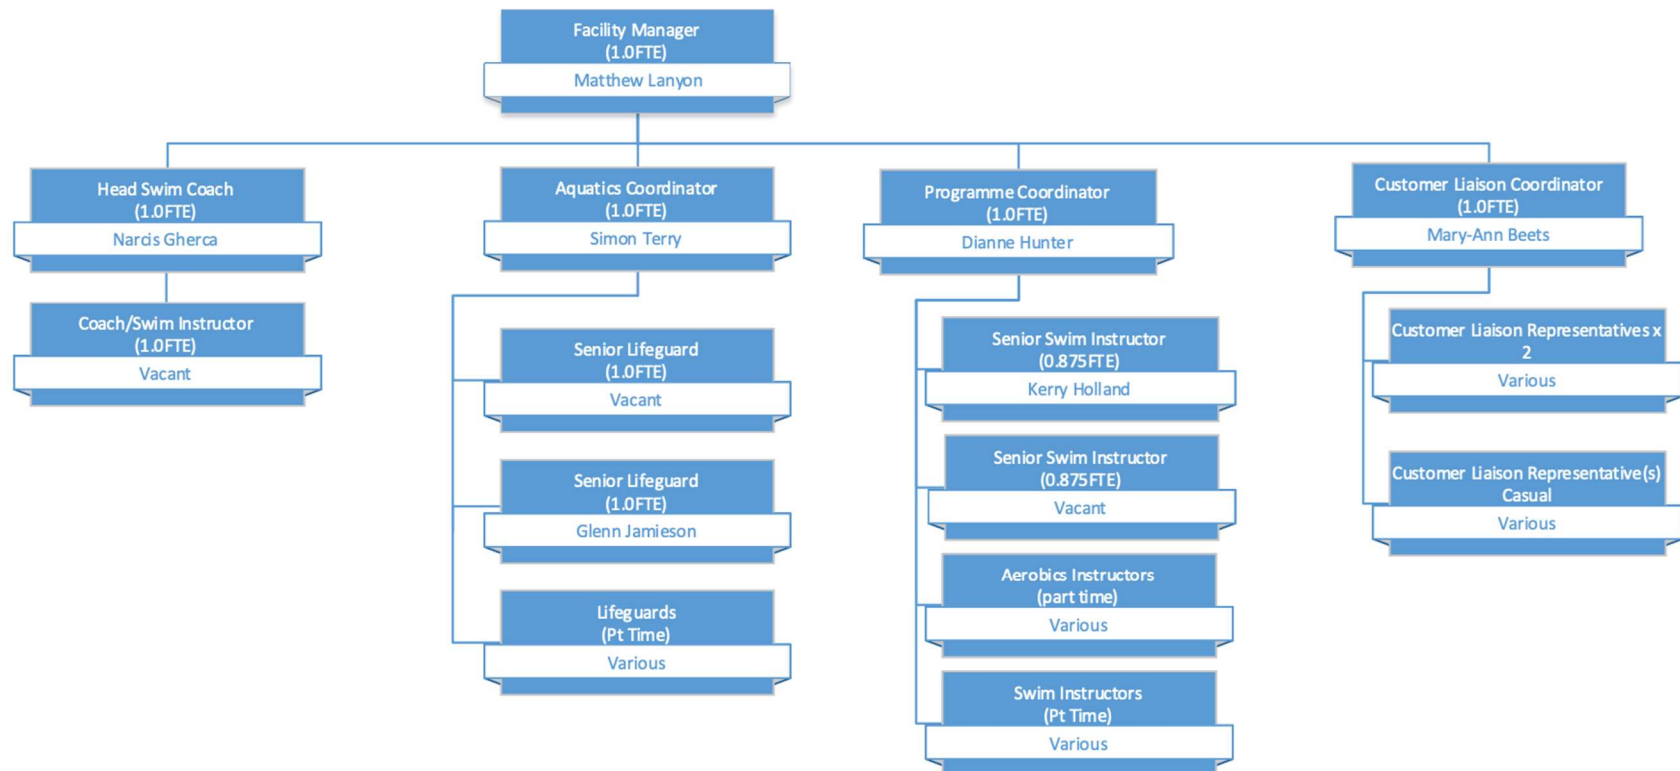 Facility Manager
(1.0FTE)
Matthew Lanyon
Head Swim Coach
(1.0FTE)
Narcis Gherca
Coach/Swim Instructor
(1.0FTE)
Vacant
Aquatics Coordinator
(1.0FTE)
Simon Terry
Senior Lifeguard
(1.0FTE)
Vacant
Senior Lifeguard
(1.0FTE)
Glenn Jamieson
Lifeguards
(Pt Time)
Various
Programme Coordinator
(1.0FTE)
Dianne Hunter
Senior Swim Instructor
(0.875FTE)
Kerry Holland
Senior Swim Instructor
(0.875FTE)
Vacant
Aerobics Instructors
(part time)
Various
Swim Instructors
(Pt Time)
Various
Customer Liaison Coordinator
(1.0FTE)
Mary-Ann Beets
Customer Liaison Representatives x
2
Various
Customer Liaison Representative(s)
Casual
Various